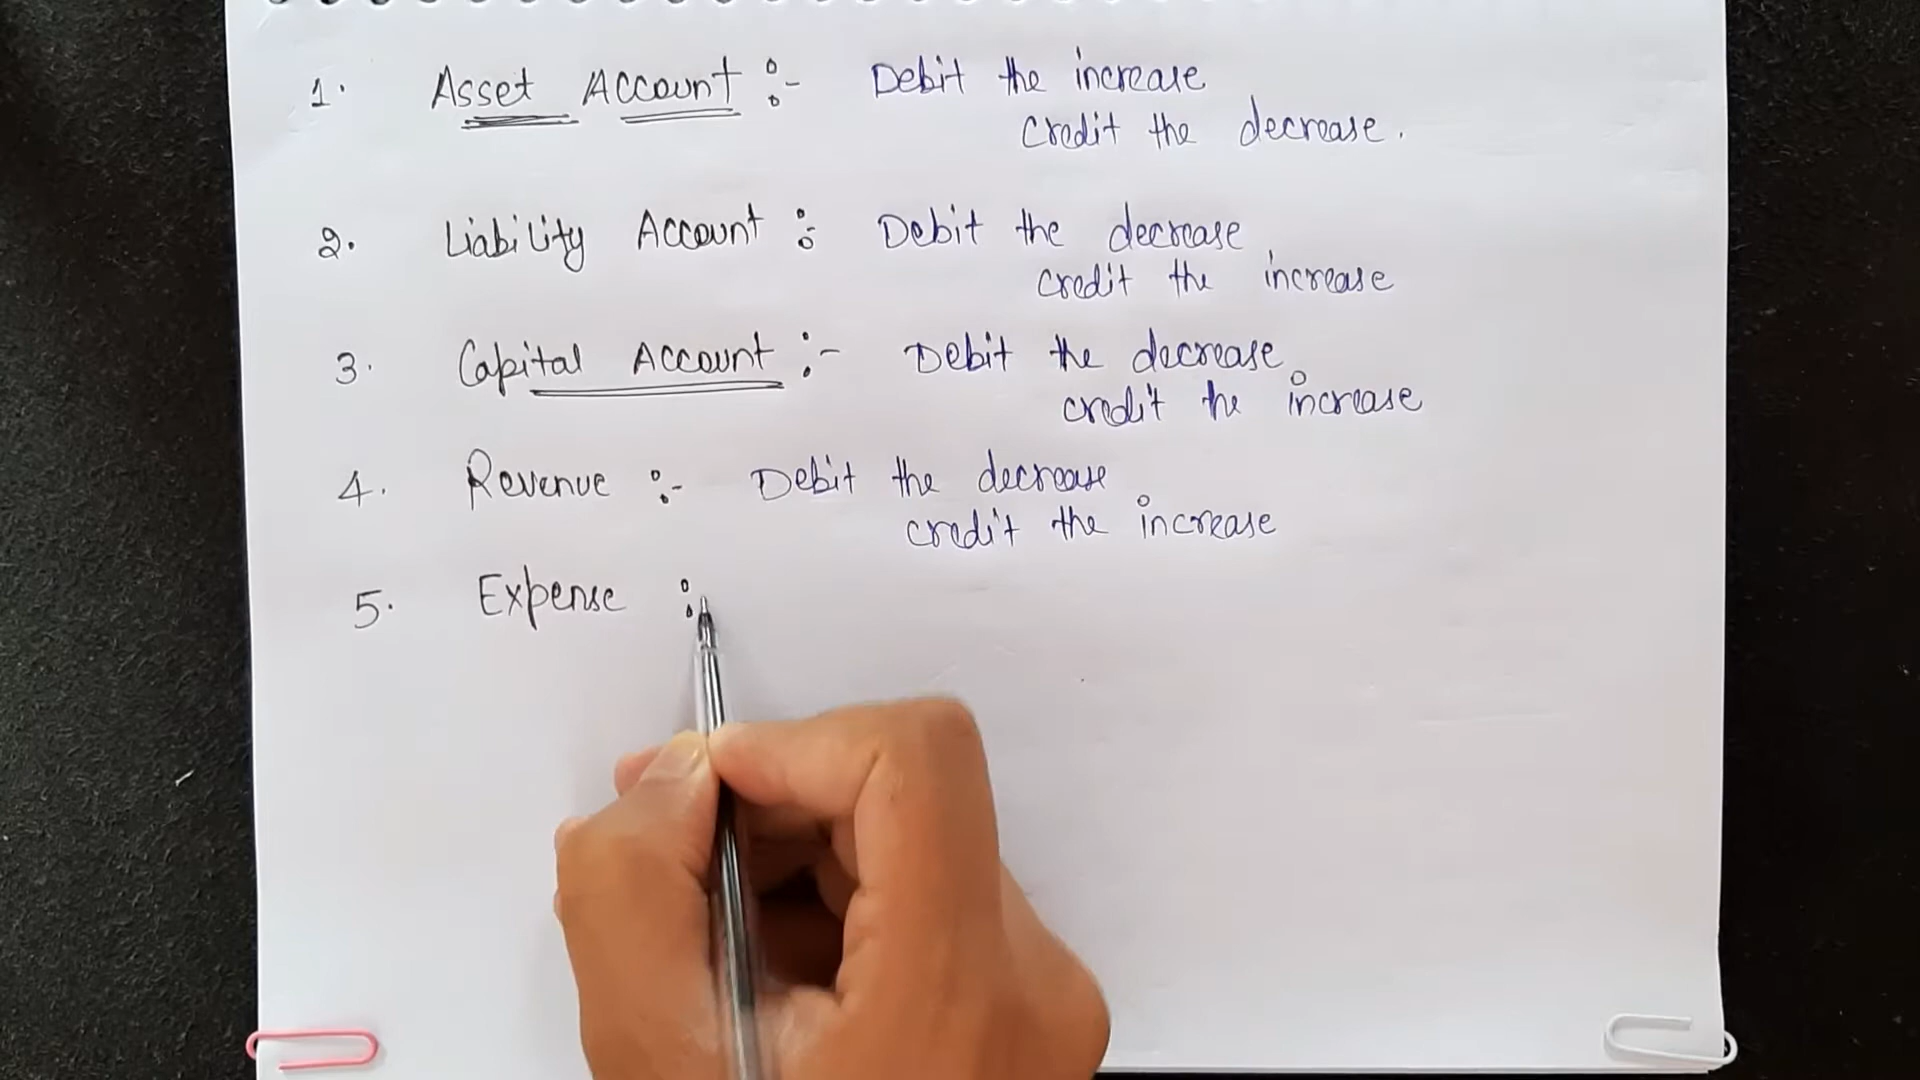 1. Asset Account :- Debit the increase
credit the decrease.
2. Liability Account : Debit the decrease
credit the increase
3. Capital Account :- Debit the decrease
credit the increase
4. Revenue :- Debit the decrease
credit the increase
5. Expense :